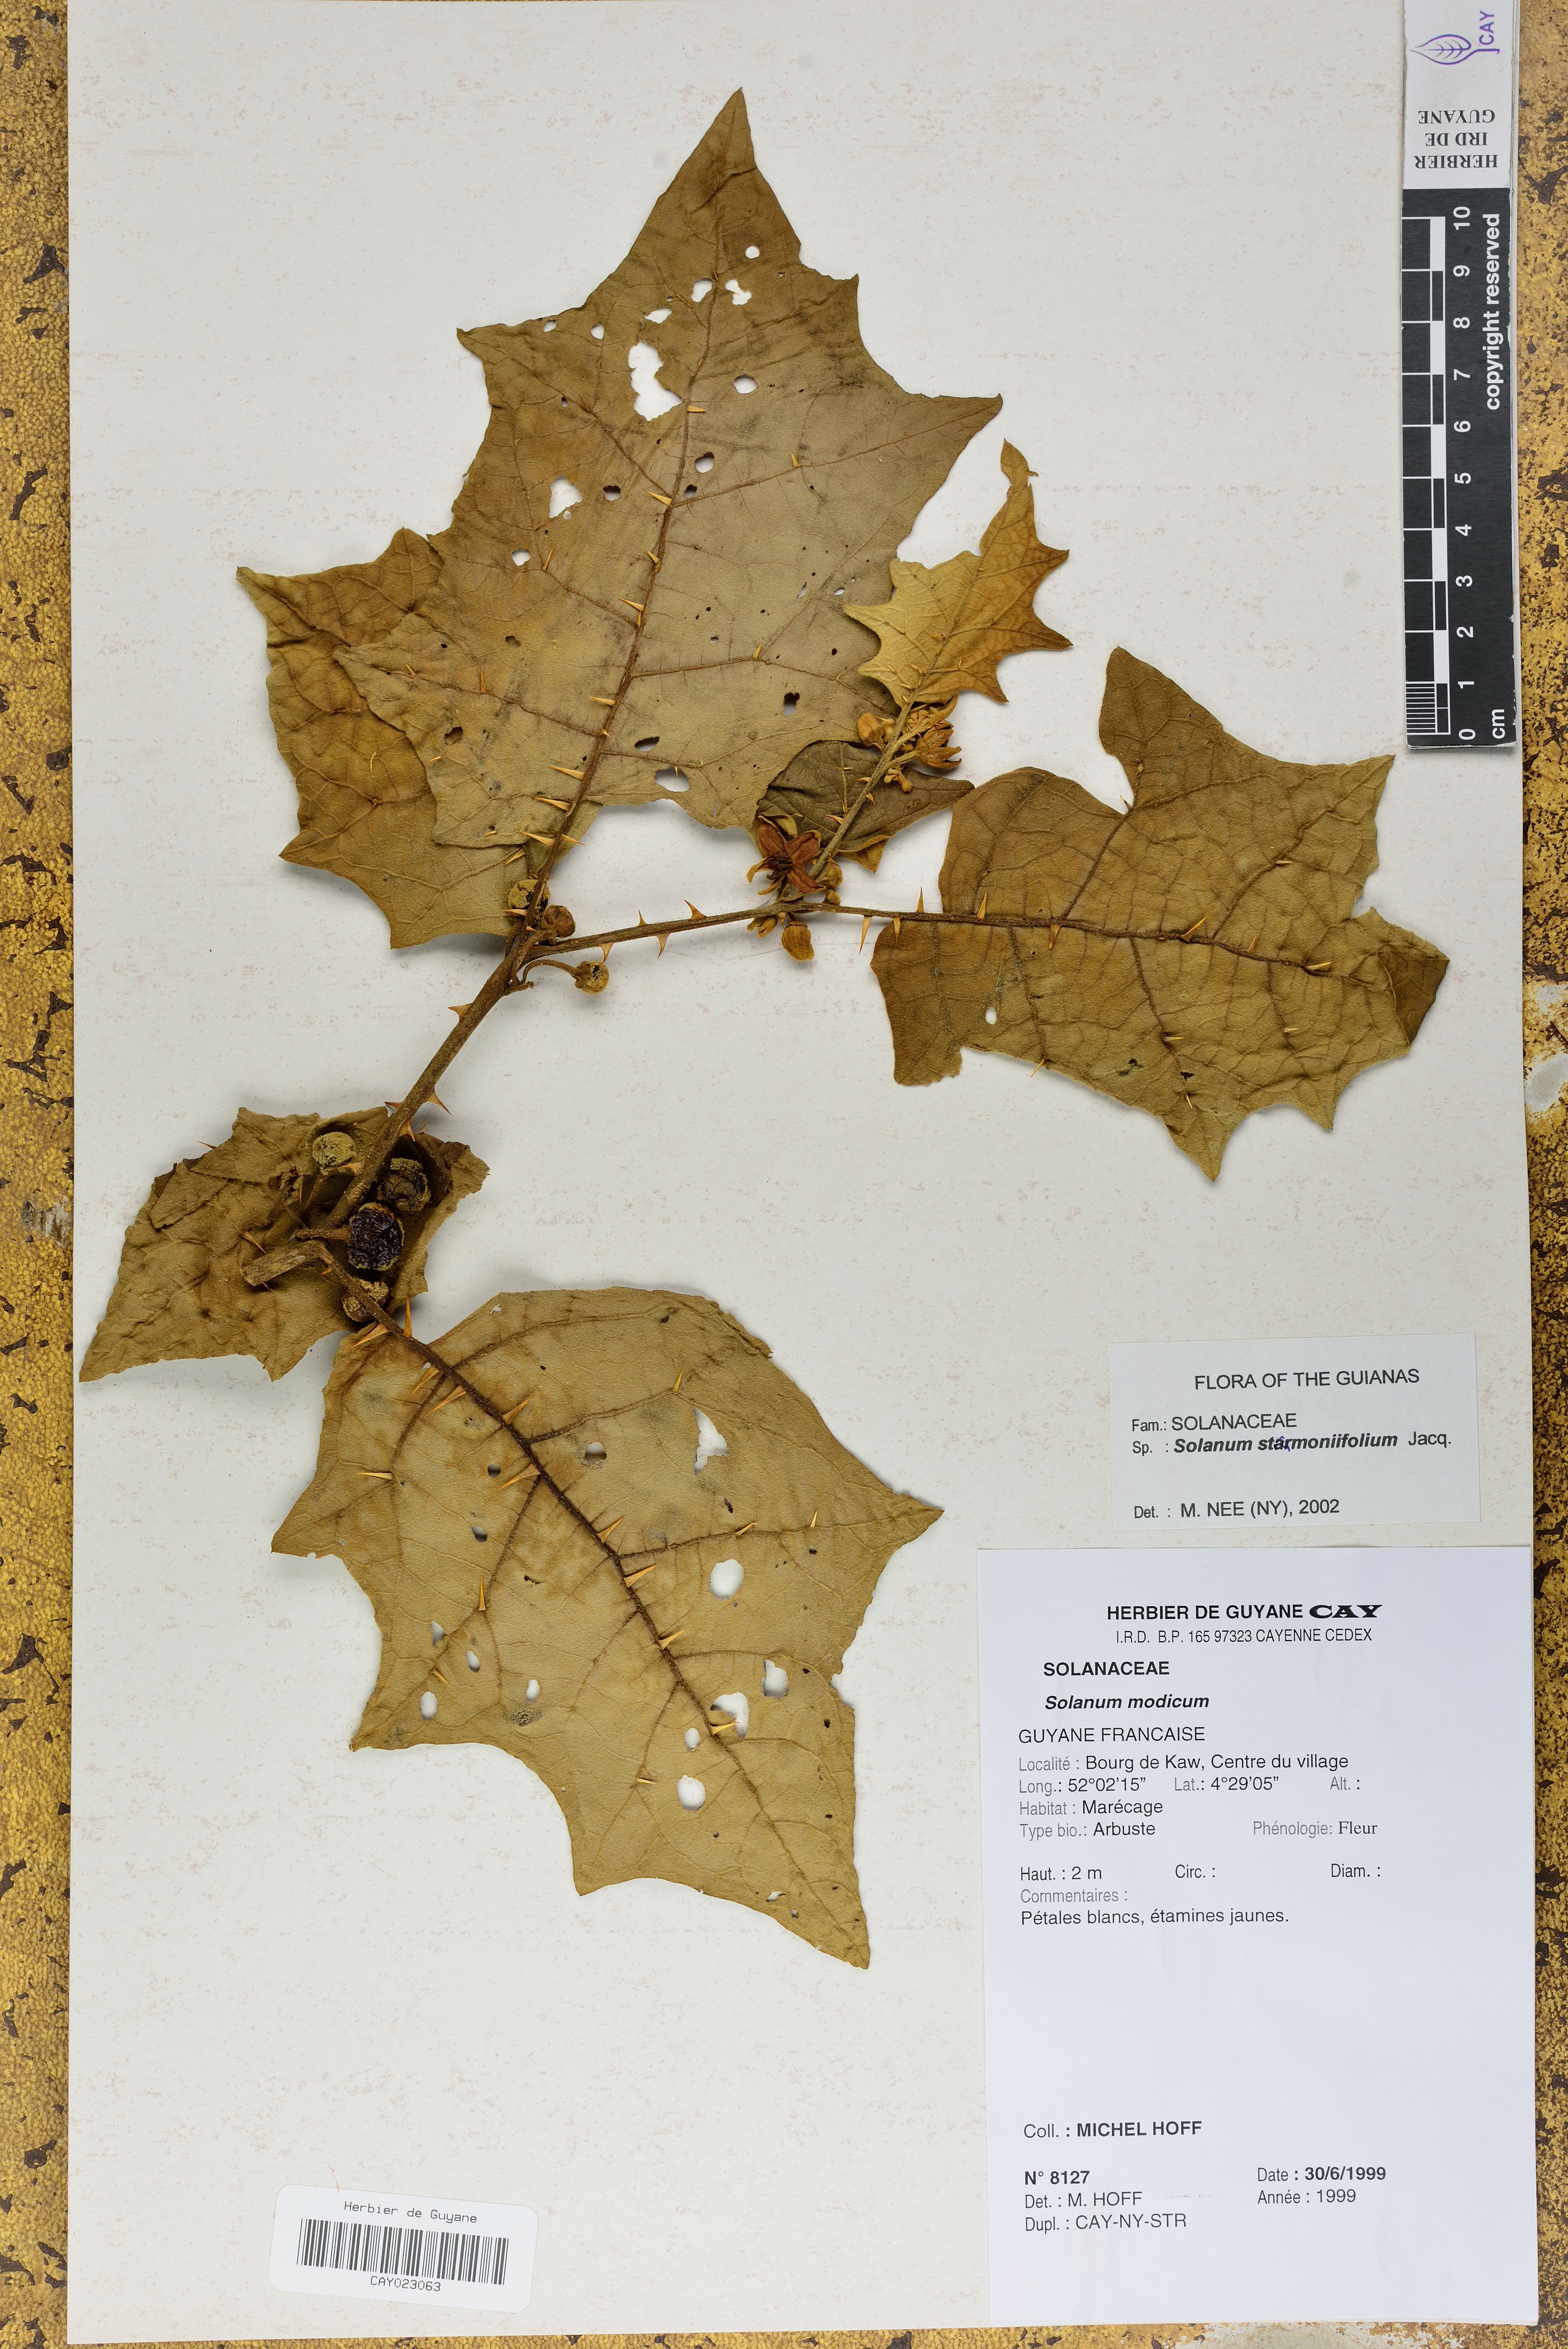 CAY
HERBIER
IRD DE
GUYANE
copyright reserved
0 1 2 3 4 5 6 7 8 9 10
cm
FLORA OF THE GUIANAS
Fam.: SOLANACEAE
Sp. : Solanum starmoniifolium Jacq.
Det. : M. NEE (NY), 2002
HERBIER DE GUYANE CAY
I.R.D. B.P. 165 97323 CAYENNE CEDEX
SOLANACEAE
Solanum modicum
GUYANE FRANCAISE
Localité : Bourg de Kaw, Centre du village
Long.: 52°02'15" Lat.: 4°29'05" Alt. :
Habitat : Marécage
Type bio.: Arbuste Phénologie: Fleur
Haut. : 2 m Circ. : Diam. :
Commentaires :
Pétales blancs, étamines jaunes.
Coll. : MICHEL HOFF
N° 8127 Date : 30/6/1999
Det. : M. HOFF Année : 1999
Dupl. : CAY-NY-STR
Herbier de Guyane
CAY023063